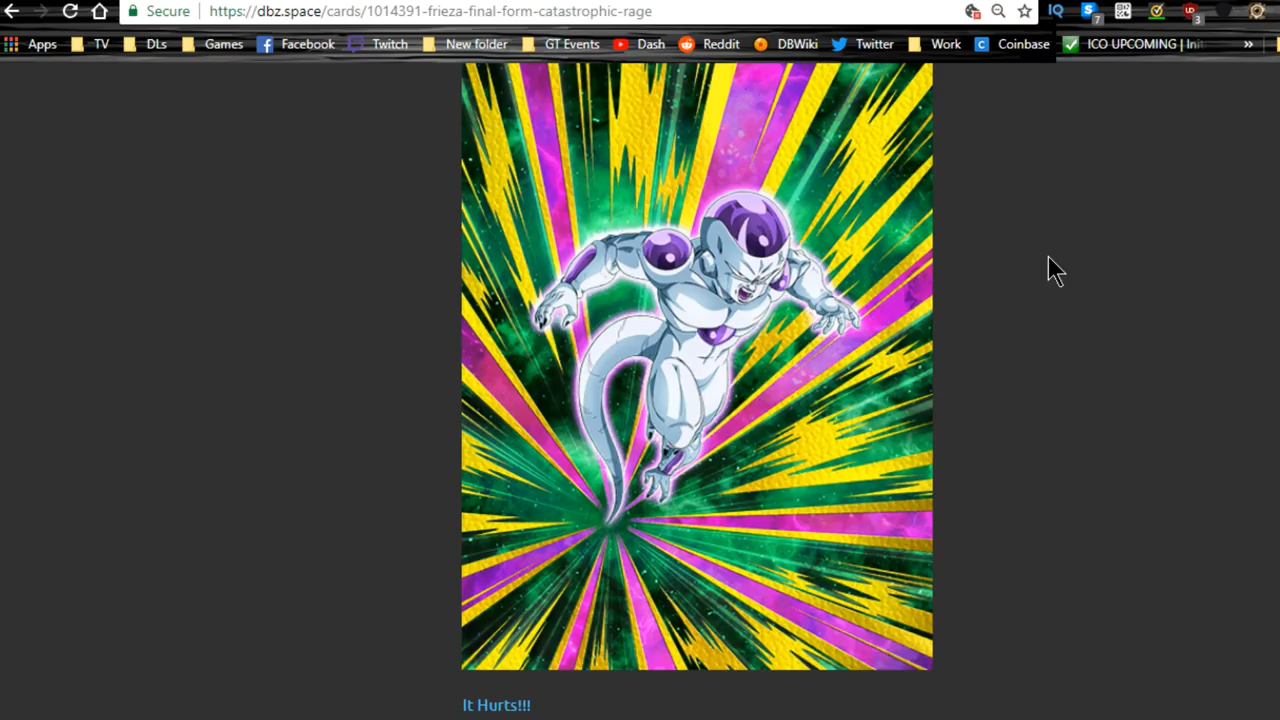 Secure https://dbz.space/cards/1014391-frieza-final-form-catastrophic-rage
Apps TV DLs Games Facebook Twitch New folder GT Events Dash Reddit DBWiki Twitter Work Coinbase ICO UPCOMING |
It Hurts!!!